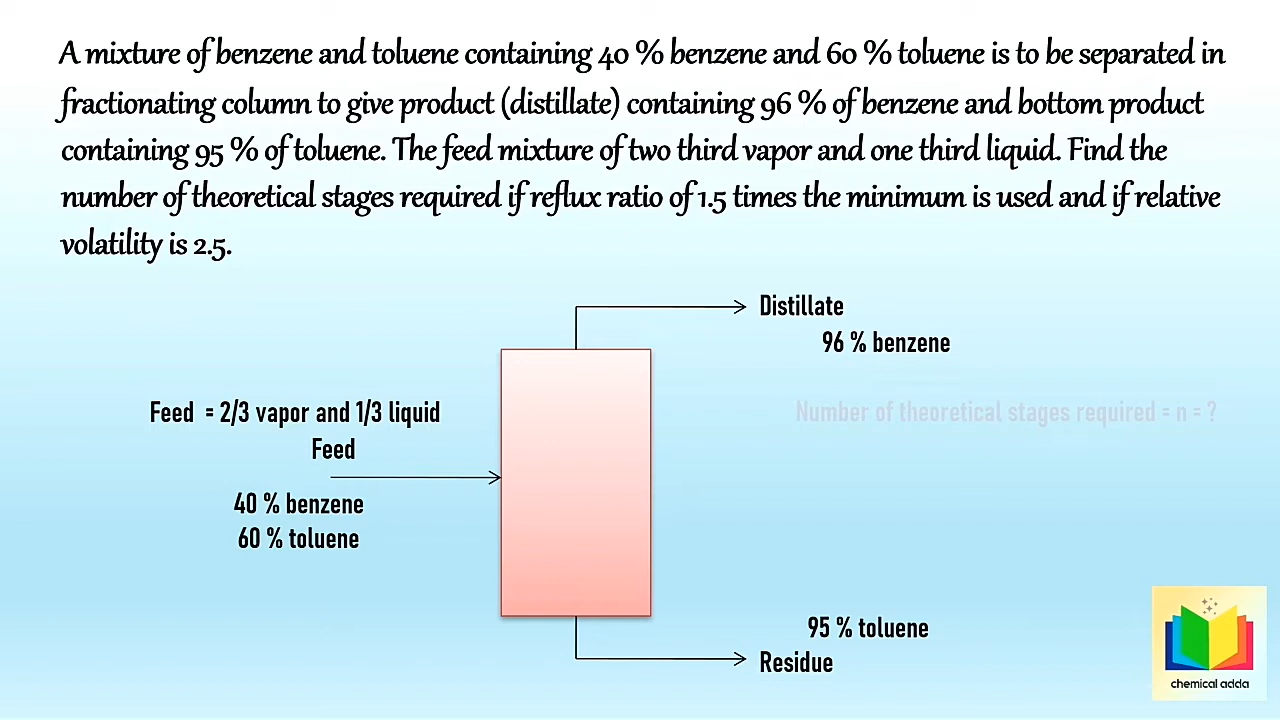 A mixture of benzene and toluene containing 40 % benzene and 60 % toluene is to be separated in
fractionating column to give product (distillate) containing 96 % of benzene and bottom product
containing 95 % of toluene. The feed mixture of two third vapor and one third liquid. Find the
number of theoretical stages required if reflux ratio of 1.5 times the minimum is used and if relative
volatility is 2.5.
Distillate
96 % benzene
Feed = 2/3 vapor and 1/3 liquid
Number of theoretical stages required = n = ?
Feed
40 % benzene
60 % toluene
95 % toluene
Residue
chemical adda